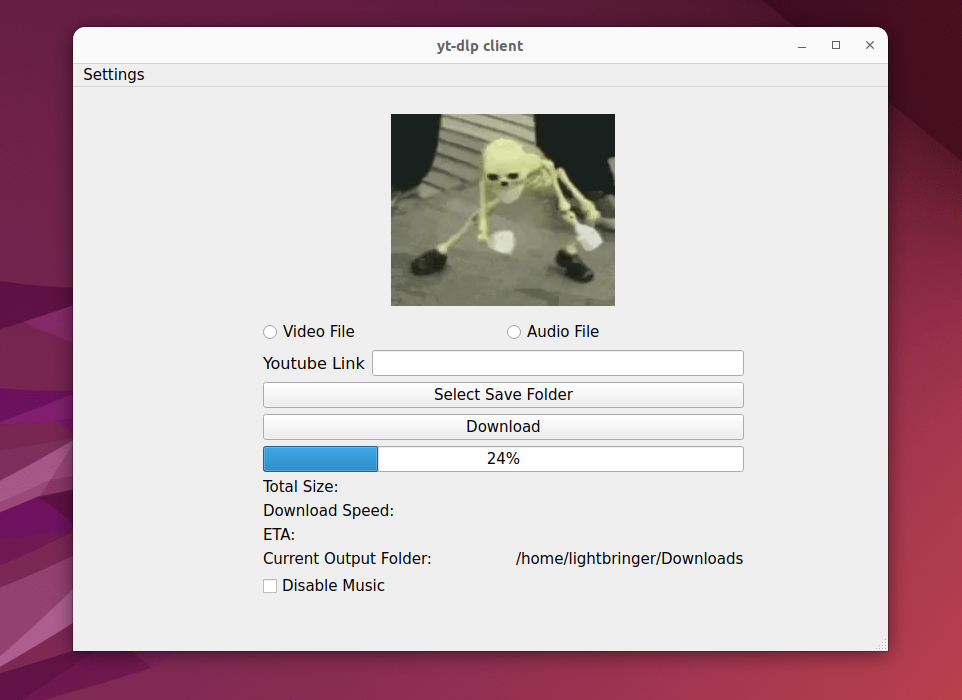 yt-dlp client
Settings
Video File Audio File
Youtube Link
Select Save Folder
Download
24%
Total Size:
Download Speed:
ETA:
Current Output Folder: /home/lightbringer/Downloads
Disable Music